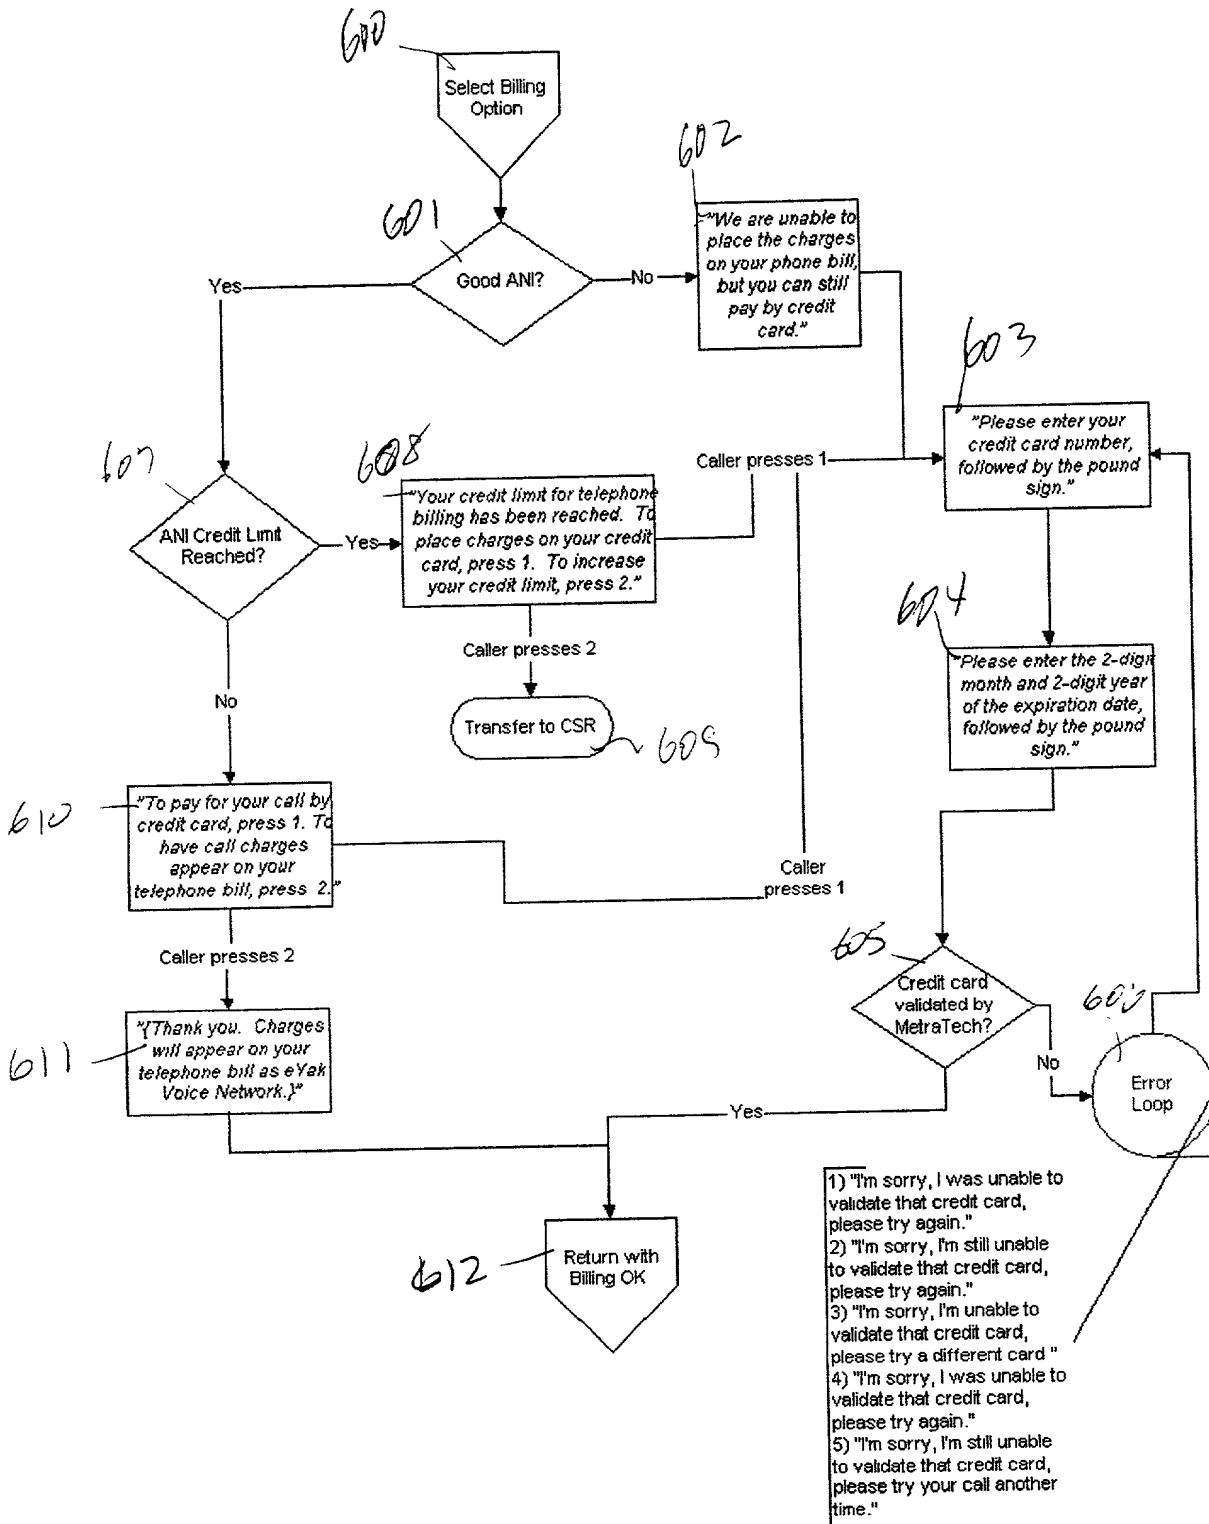 600
Select Billing
Option
602
601
"We are unable to
place the charges
on your phone bill,
but you can still
pay by credit
card."
Good ANI?
No
Yes
603
"Please enter your
credit card number,
followed by the pound
sign."
607
608
Caller presses 1
"Your credit limit for telephone
billing has been reached. To
place charges on your credit
card, press 1. To increase
your credit limit, press 2."
ANI Credit Limit
Reached?
Yes
604
Caller presses 2
"Please enter the 2-digit
month and 2-digit year
of the expiration date,
followed by the pound
sign."
No
Transfer to CSR
609
610
"To pay for your call by
credit card, press 1. To
have call charges
appear on your
telephone bill, press 2."
Caller
presses 1
Caller presses 2
605
Credit card
validated by
MetraTech?
606
611
"{Thank you. Charges
will appear on your
telephone bill as eYak
Voice Network.}"
No
Error
Loop
Yes
612
Return with
Billing OK
1) "I'm sorry, I was unable to
validate that credit card,
please try again."
2) "I'm sorry, I'm still unable
to validate that credit card,
please try again."
3) "I'm sorry, I'm unable to
validate that credit card,
please try a different card "
4) "I'm sorry, I was unable to
validate that credit card,
please try again."
5) "I'm sorry, I'm still unable
to validate that credit card,
please try your call another
time."